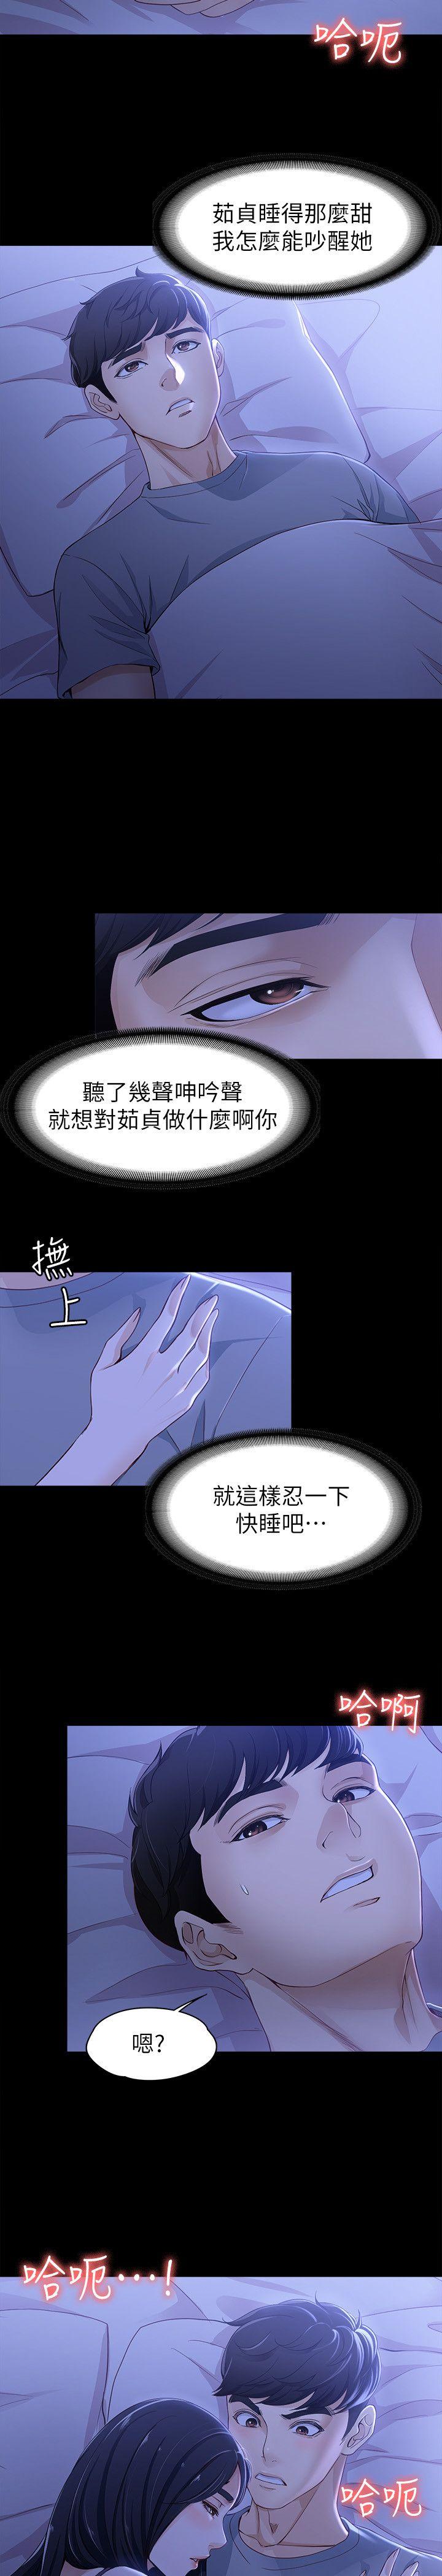 哈呃
茹貞睡得那麼甜
我怎麼能吵醒她
聽了幾聲呻吟聲
就想對茹貞做什麼啊你
撫
上
就這樣忍一下
快睡吧…
哈啊
嗯?
哈呃…!
哈呃